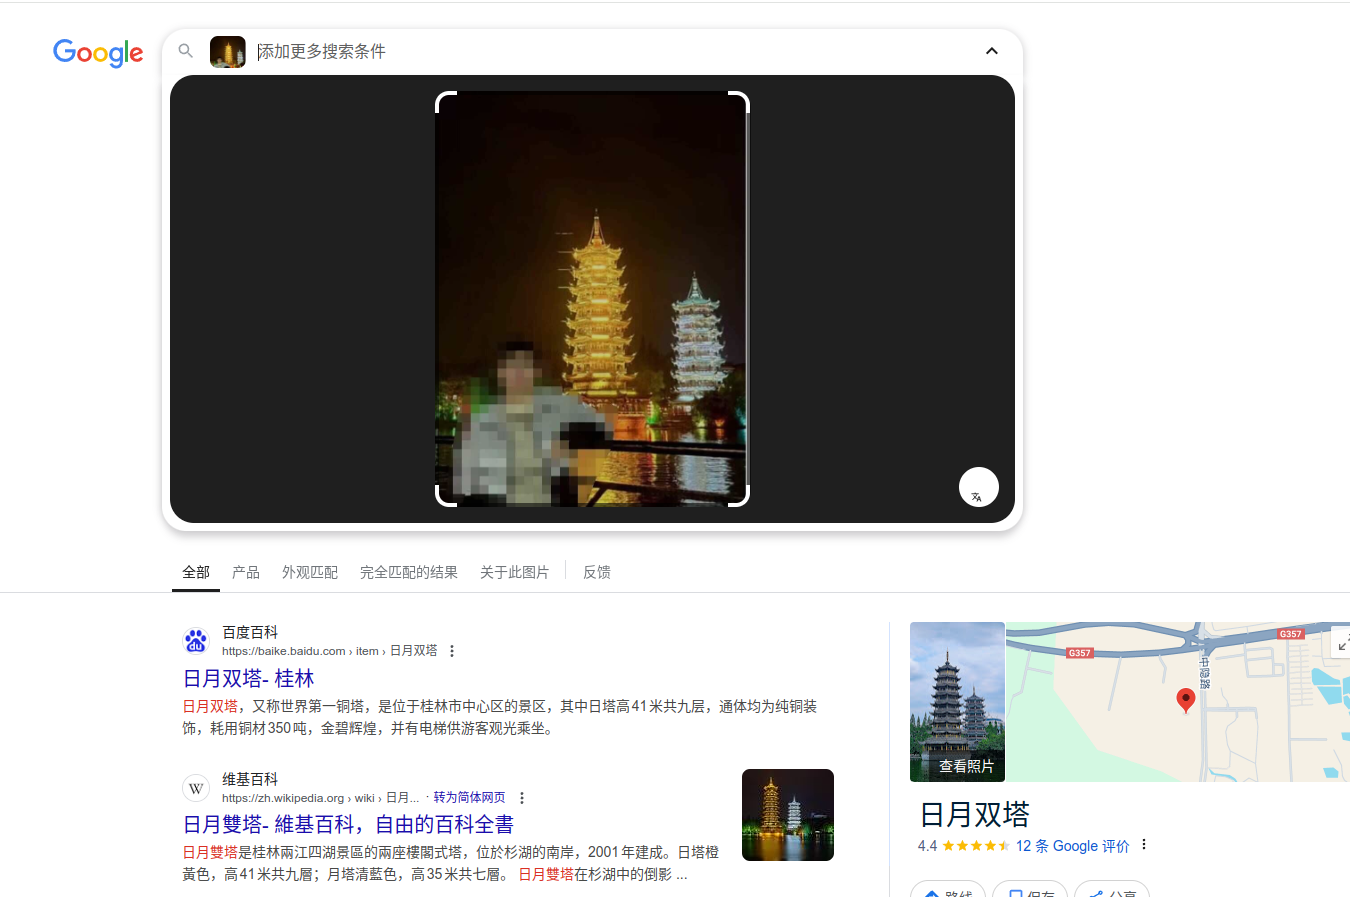 Google
添加更多搜索条件
全部
产品
外观匹配
完全匹配的结果
关于此图片
反馈
百度百科
https://baike.baidu.com › item › 日月双塔
日月双塔- 桂林
日月双塔，又称世界第一铜塔，是位于桂林市中心区的景区，其中日塔高41米共九层，通体均为纯铜装
饰，耗用铜材350吨，金碧辉煌，并有电梯供游客观光乘坐。
W
维基百科
https://zh.wikipedia.org › wiki › 日月... · 转为简体网页
日月雙塔- 維基百科，自由的百科全書
日月雙塔是桂林兩江四湖景區的兩座樓閣式塔，位於杉湖的南岸，2001年建成。日塔橙
黃色，高41米共九層；月塔清藍色，高35米共七層。 日月雙塔在杉湖中的倒影 ...
查看照片
G357
G357
中隐路
日月双塔
4.4 12 条 Google 评价
路线
保存
分享